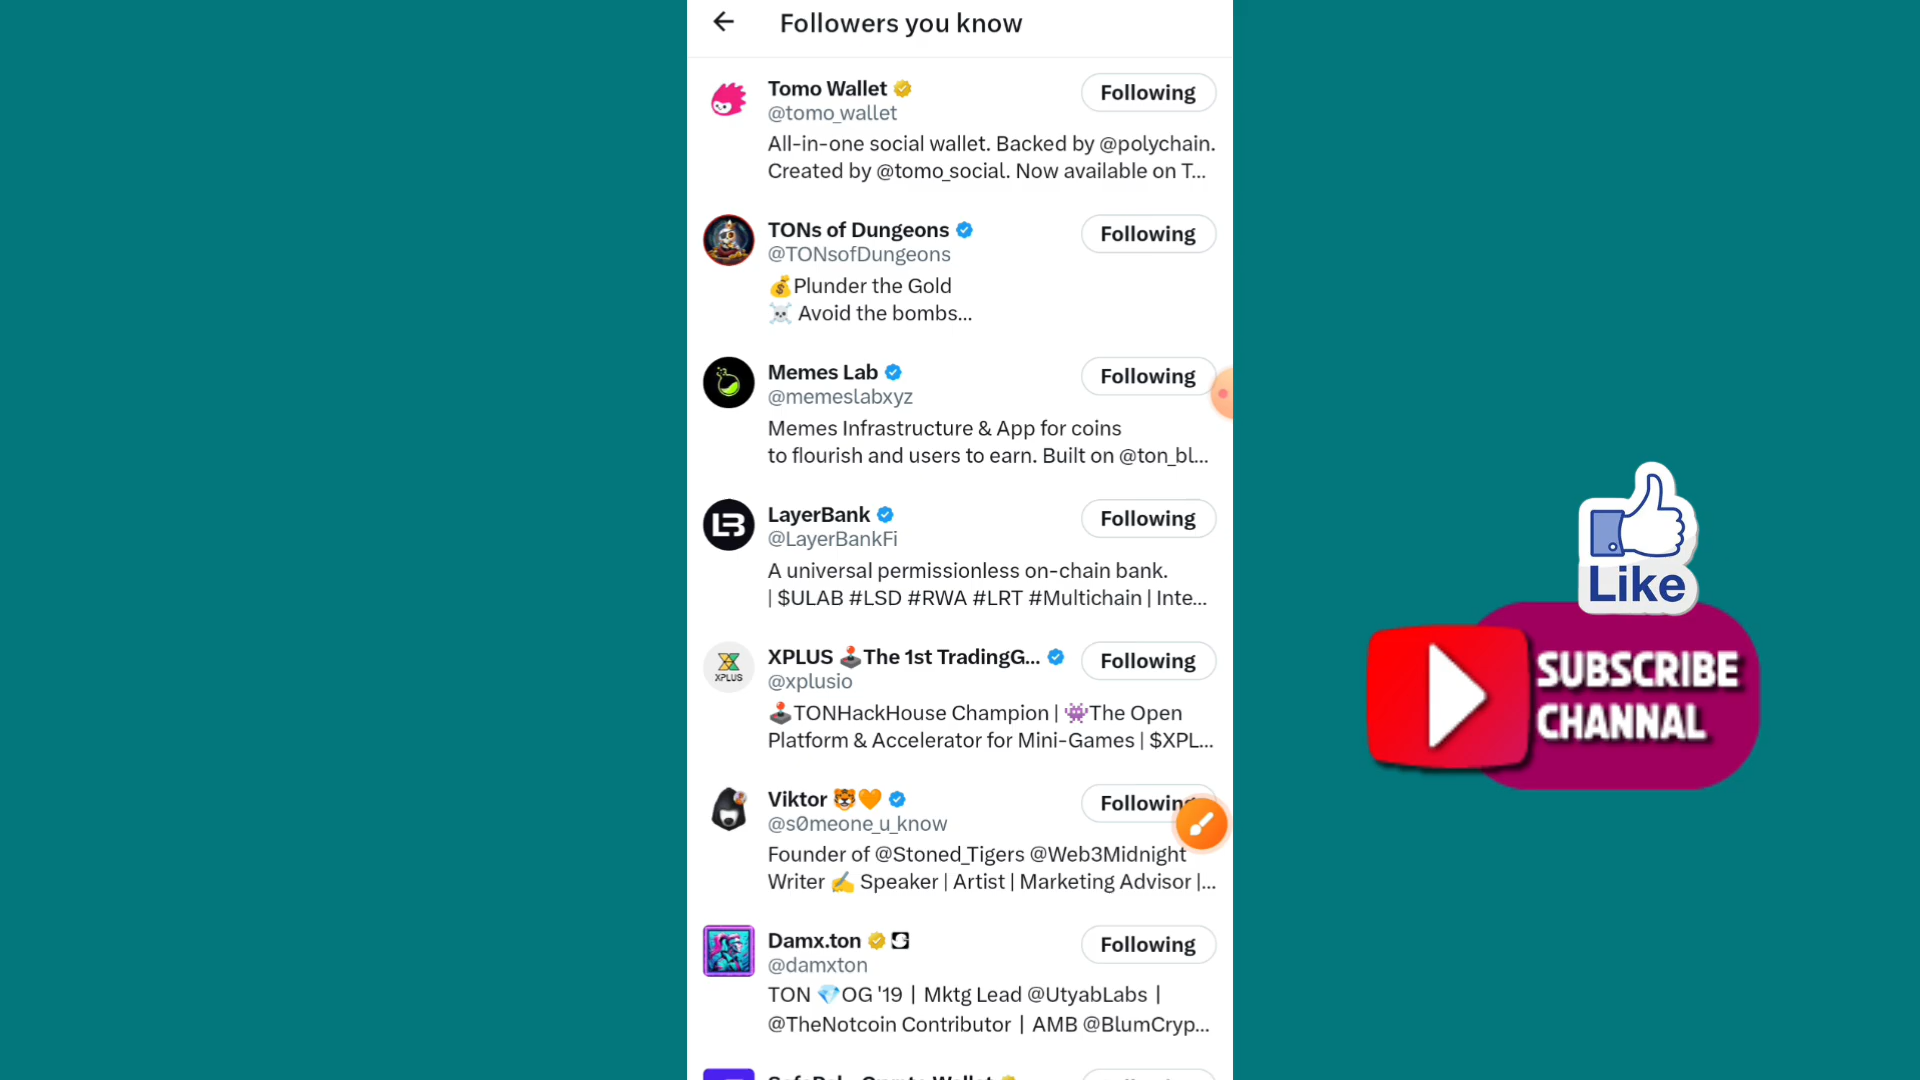 Followers you know
Tomo Wallet
Following
@tomo_wallet
All-in-one social wallet. Backed by @polychain.
Created by @tomo_social. Now available on T...
TONs of Dungeons
Following
@TONsofDungeons
💰Plunder the Gold
☠️ Avoid the bombs...
Memes Lab
Following
@memeslabxyz
Memes Infrastructure & App for coins
to flourish and users to earn. Built on @ton_bl...
LB
LayerBank
Following
@LayerBankFi
A universal permissionless on-chain bank.
| $ULAB #LSD #RWA #LRT #Multichain | Inte...
XPLUS
XPLUS 🕹️The 1st TradingG...
Following
@xplusio
🕹️TONHackHouse Champion | 👾The Open
Platform & Accelerator for Mini-Games | $XPL...
Viktor 🐯🧡
Following
@s0meone_u_know
Founder of @Stoned_Tigers @Web3Midnight
Writer ✍️ Speaker | Artist | Marketing Advisor |...
Damx.ton
Following
@damxton
TON 💎OG '19 | Mktg Lead @UtyabLabs |
@TheNotcoin Contributor | AMB @BlumCryp...
Like
SUBSCRIBE
CHANNEL